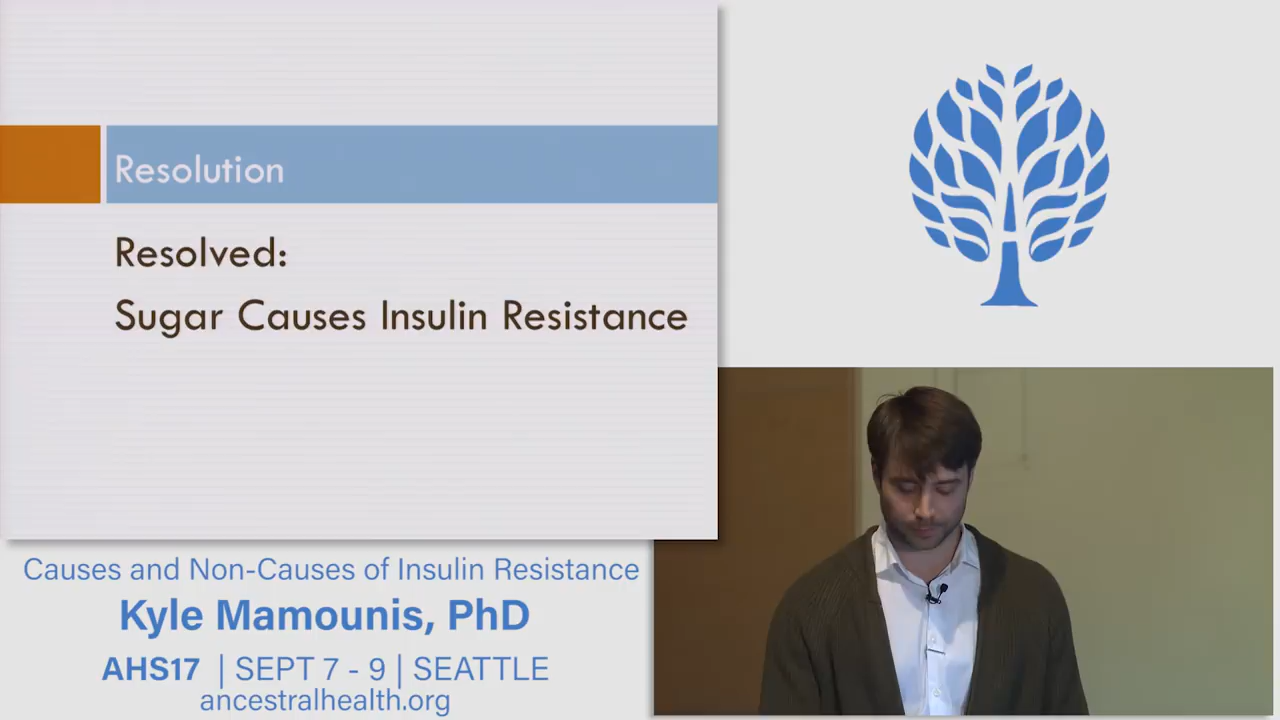 Resolution
Resolved:
Sugar Causes Insulin Resistance
Causes and Non-Causes of Insulin Resistance
Kyle Mamounis, PhD
AHS17 | SEPT 7 - 9 | SEATTLE
ancestralhealth.org